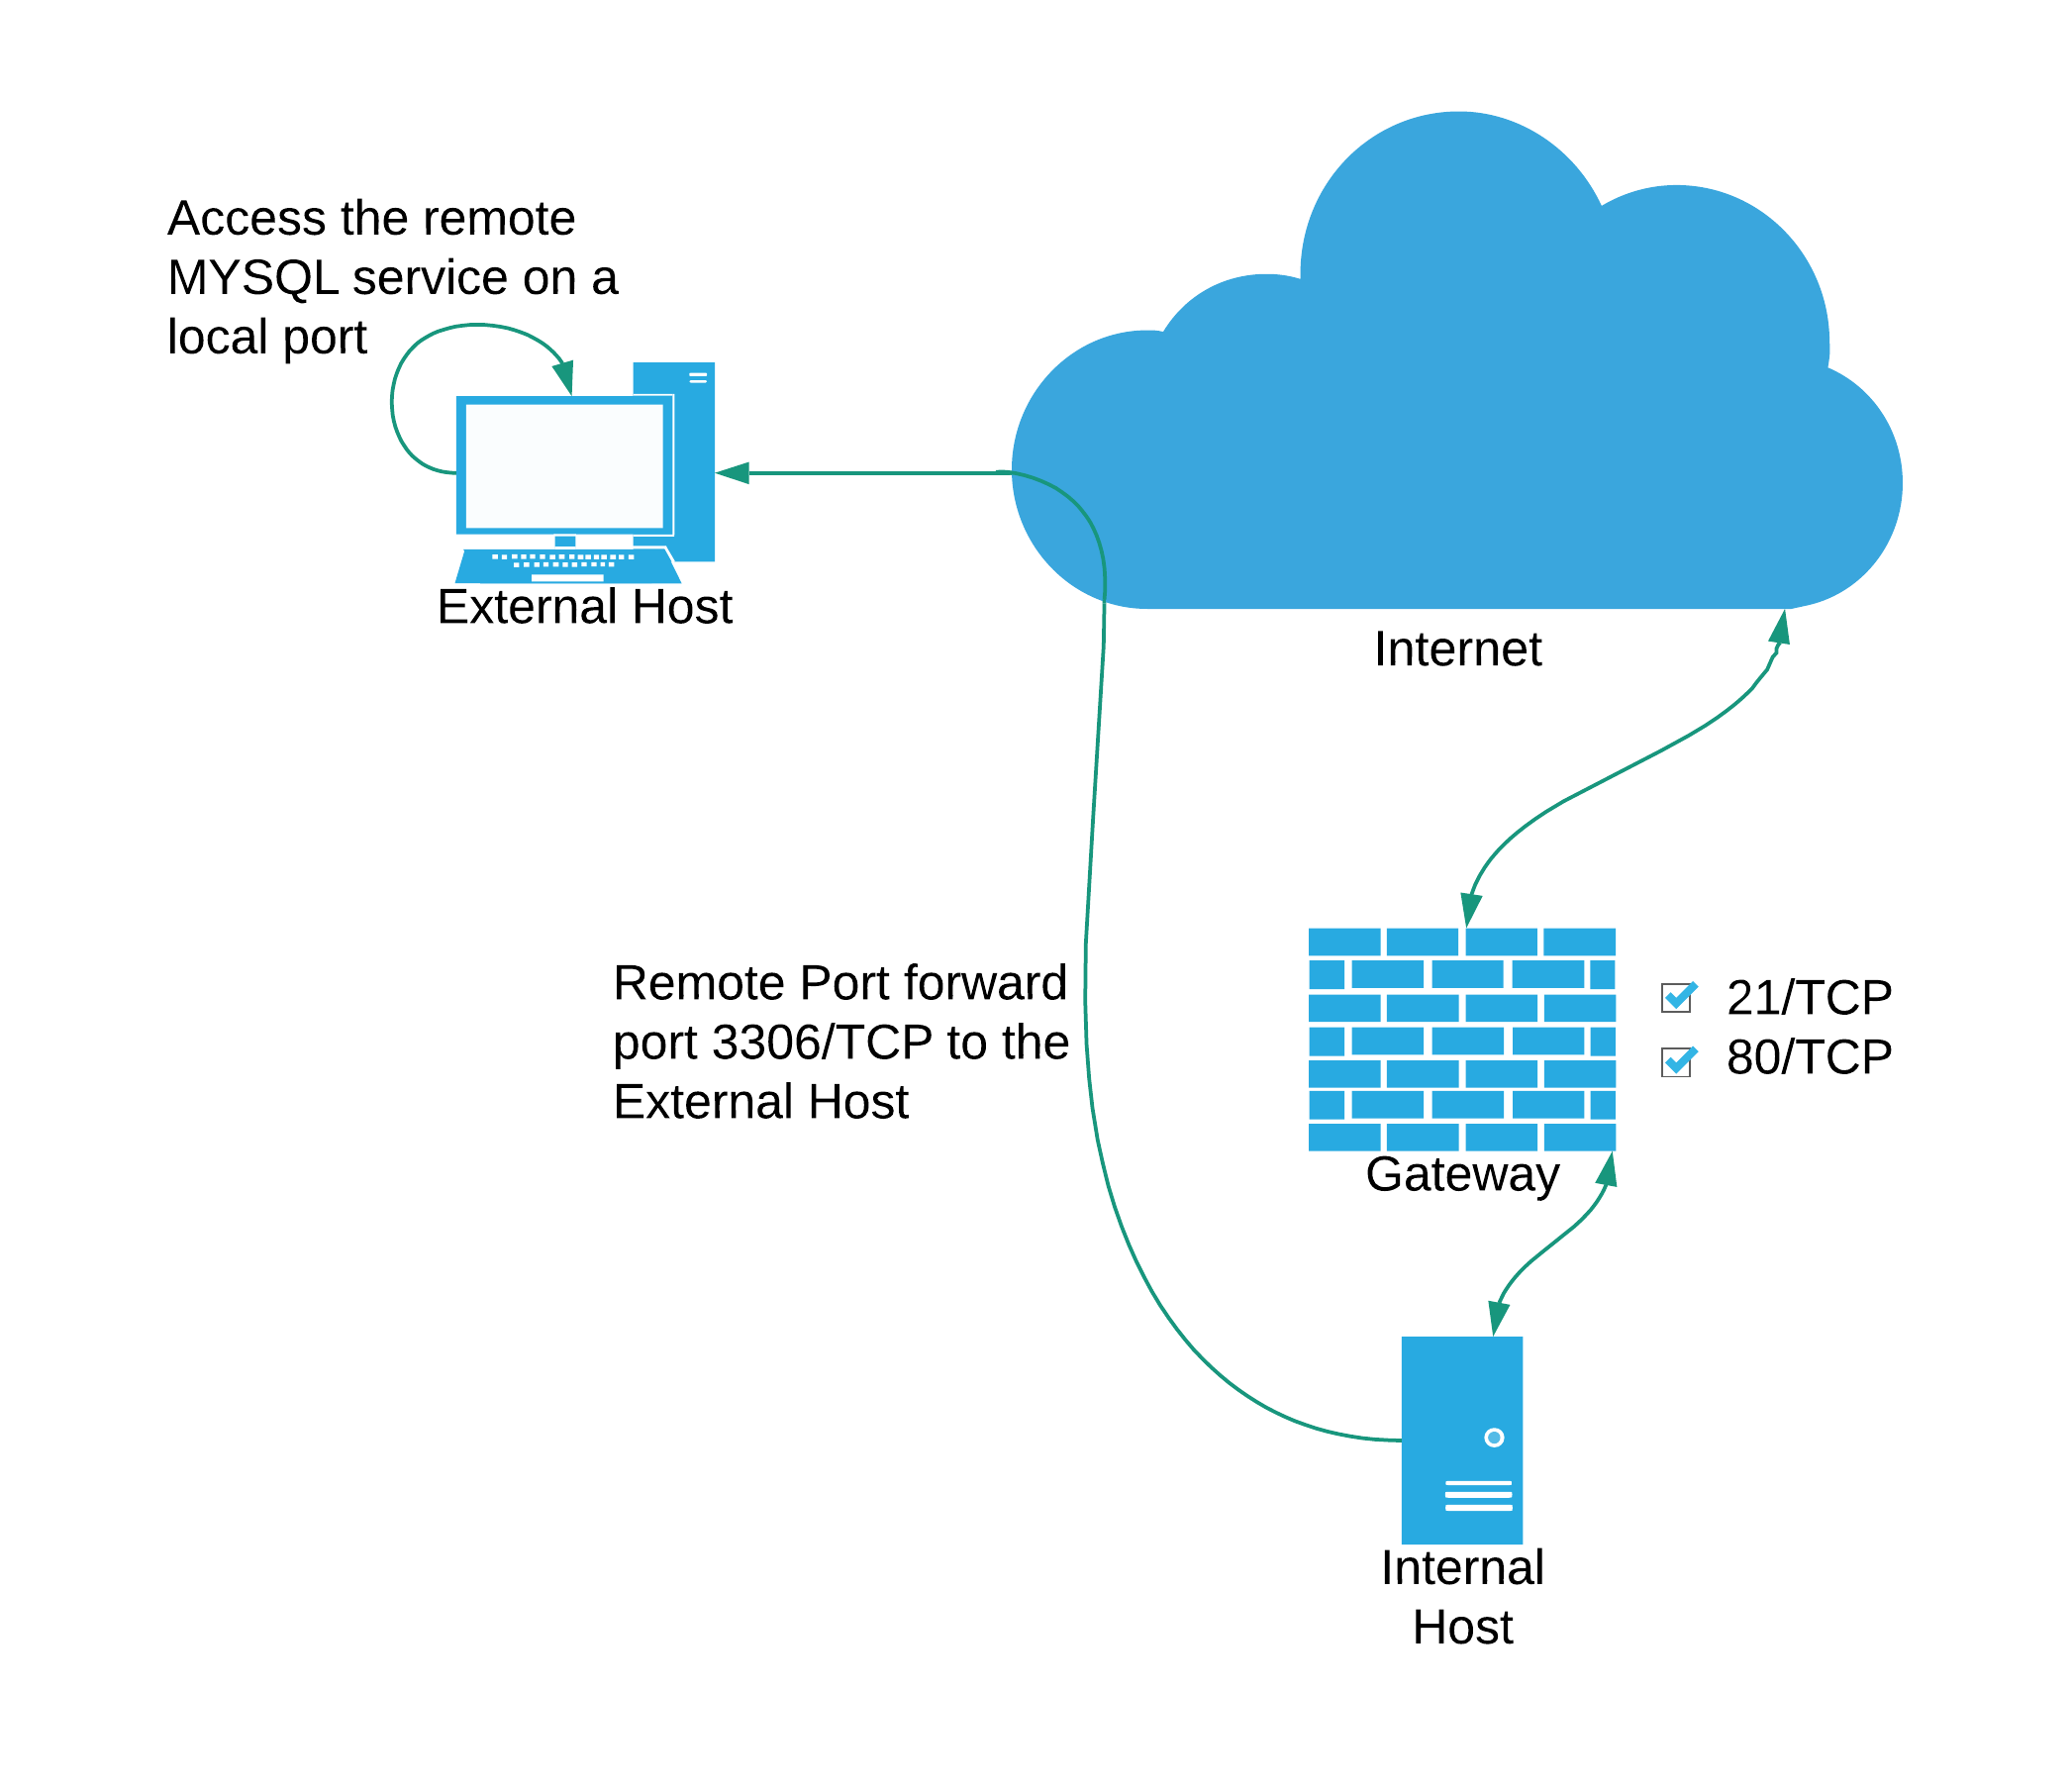 Access the remote
MYSQL service on a
local port
External Host
Internet
Remote Port forward
port 3306/TCP to the
External Host
21/TCP
80/TCP
Gateway
Internal
Host